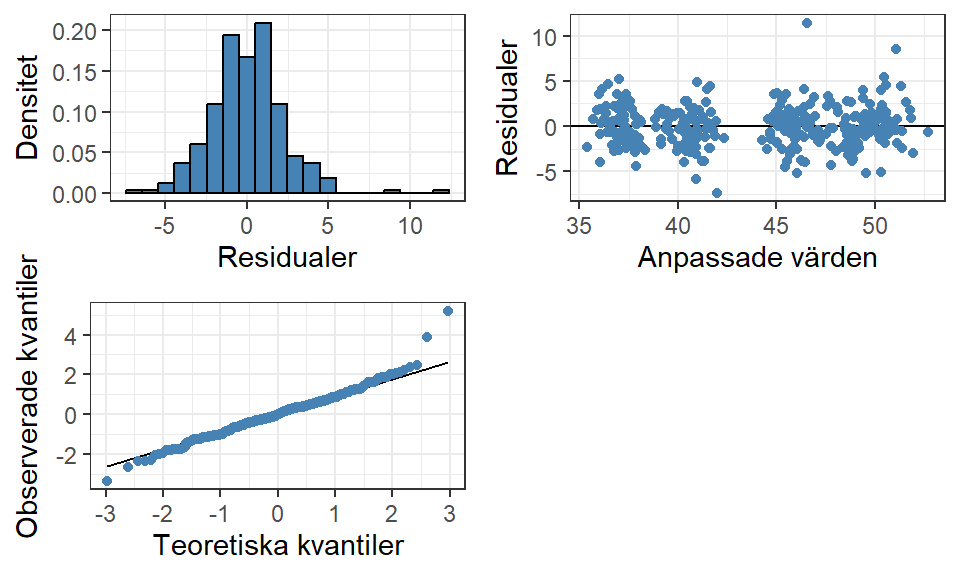 Densitet
0.20
0.15
0.10
0.05
0.00
-5 0 5 10
Residualer
Residualer
10
5
0
-5
35 40 45 50
Anpassade värden
Observerade kvantiler
4
2
0
-2
-3 -2 -1 0 1 2 3
Teoretiska kvantiler